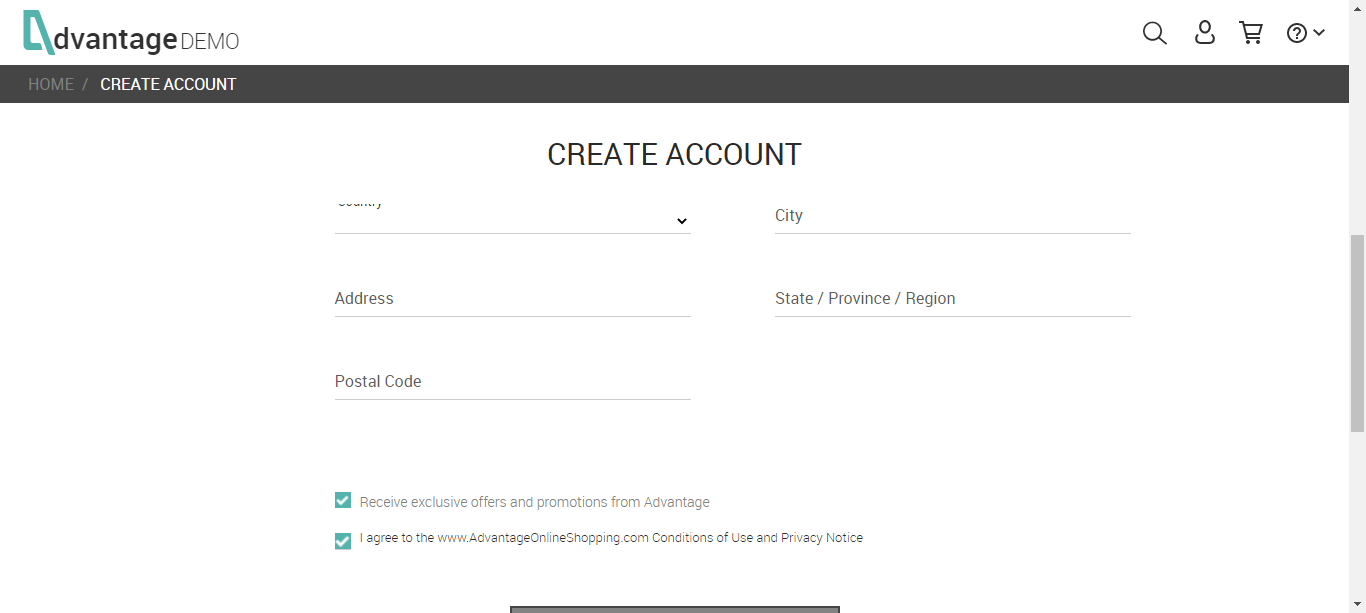 dvantage DEMO
HOME / CREATE ACCOUNT
CREATE ACCOUNT
Country
City
Address
State / Province / Region
Postal Code
Receive exclusive offers and promotions from Advantage
I agree to the www.AdvantageOnlineShopping.com Conditions of Use and Privacy Notice